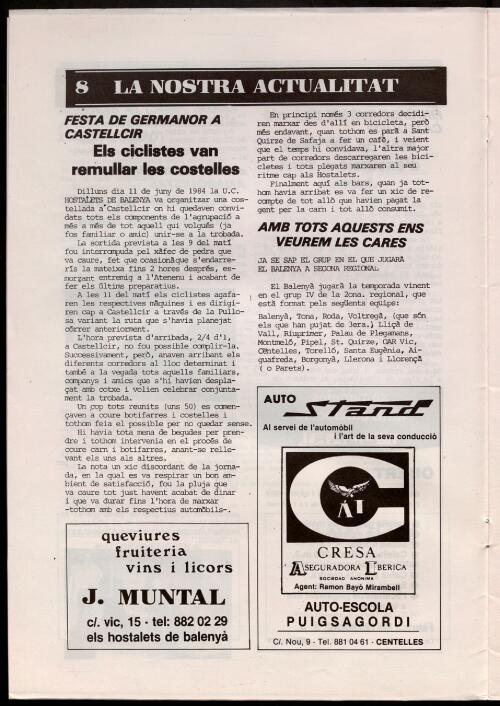 8 LA NOSTRA ACTUALITAT
FESTA DE GERMANOR A
CASTELLCIR
Els ciclistes van
remullar les costelles
Dilluns dia 11 de juny de 1984 la U.C.
HOSTALETS DE BALENYA va organitzar una cos-
tellada a Castellcir on hi quedaven convi-
dats tots els components de l'agrupació a
més a més de tot aquell qui volgués (ja
fos familiar o amic) unir-se a la trobada.
La sortida prevista a les 9 del matí
fou interrompuda pel xàfec de pedra que
va caure, fet que ocasionàque s'endarre-
rís la mateixa fins 2 hores després, es-
morgant entremig a l'Ateneu i acabant de
fer els últims preparatius.
A les 11 del matí els ciclistes agafa-
ren les respectives màquines i es dirigi-
ren cap a Castellcir a través de la Pullo-
sa variant la ruta que s'havia planejat
córrer anteriorment.
L'hora prevista d'arribada, 2/4 d'1,
a Castellcir, no fou possible complir-la.
Successivament, però, anaven arribant els
diferents corredors al lloc determinat i
també a la vegada tots aquells familiars,
companys i amics que s'hi havien despla-
çat amb cotxe i volien celebrar conjunta-
ment la trobada.
Un cop tots reunits (uns 50) es comen-
çaven a coure botifarres i costelles i
tothom feia el possible per no quedar sense.
Hi havia tota mena de begudes per pren-
dre i tothom intervenia en el procés de
coure carn i botifarres, anant-se relle-
vant els uns als altres.
La nota un xic discordant de la jorna-
da, en la qual es va respirar un bon am-
bient de satisfacció, fou la pluja que
va caure tot just havent acabat de dinar
i que va durar fins l'hora de marxar
-tothom amb els respectius automòbils-.
En principi només 3 corredors decidi-
ren marxar des d'allí en bicicleta, però
més endavant, quan tothom es parà a Sant
Quirze de Safaja a fer un cafè, i veient
que el temps hi convidava, l'altra major
part de corredors descarregaren les bici-
cletes i tots plegats marxaren al seu
ritme cap als Hostalets.
Finalment aquí als bars, quan ja tot-
hom havia arribat es va fer un xic de re-
compte de tot allò que havien pagat la
gent per la carn i tot allò consumit.
AMB TOTS AQUESTS ENS
VEUREM LES CARES
JA SE SAP EL GRUP EN EL QUE JUGARÀ
EL BALENYA A SEGONA REGIONAL
El Balenyà jugarà la temporada vinent
en el grup IV de la 2ona. regional, que
està format pels següents equips:
Balenyà, Tona, Roda, Voltregà, (que són
els que han pujat de 3era.), Lliçà de
Vall, Riuprimer, Palau de Plegamans,
Montmeló, Pipel, St. Quirze, OAR Vic,
Centelles, Torelló, Santa Eugènia, Ai-
guafreda, Borgonyà, Llerona i Llorençà
( o Parets).
queviures
fruiteria
vins i licors
J. MUNTAL
c/. vic, 15 - tel: 882 02 29
els hostalets de balenyà
AUTO Stand
Al servei de l'automòbil
i l'art de la seva conducció
CAI
CRESA
ASEGURADORA IBERICA
SOCIEDAD ANONIMA
Agent: Ramon Bayò Mirambell
AUTO-ESCOLA
PUIGSAGORDI
C/. Nou, 9 - Tel. 881 04 61 - CENTELLES